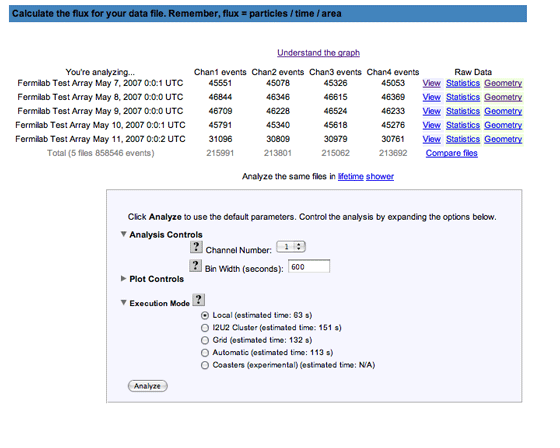 Calculate the flux for your data file. Remember, flux = particles / time / area
Understand the graph
You're analyzing... Chan1 events Chan2 events Chan3 events Chan4 events Raw Data
Fermilab Test Array May 7, 2007 0:0:1 UTC 45551 45078 45326 45053 View Statistics Geometry
Fermilab Test Array May 8, 2007 0:0:0 UTC 46844 46346 46615 46369 View Statistics Geometry
Fermilab Test Array May 9, 2007 0:0:0 UTC 46709 46228 46524 46233 View Statistics Geometry
Fermilab Test Array May 10, 2007 0:0:1 UTC 45791 45340 45618 45276 View Statistics Geometry
Fermilab Test Array May 11, 2007 0:0:2 UTC 31096 30809 30979 30761 View Statistics Geometry
Total (5 files 858546 events) 215991 213801 215062 213692 Compare files
Analyze the same files in lifetime shower
Click Analyze to use the default parameters. Control the analysis by expanding the options below.
Analysis Controls
? Channel Number: 1
? Bin Width (seconds): 600
Plot Controls
Execution Mode ?
Local (estimated time: 63 s)
I2U2 Cluster (estimated time: 151 s)
Grid (estimated time: 132 s)
Automatic (estimated time: 113 s)
Coasters (experimental) (estimated time: N/A)
Analyze